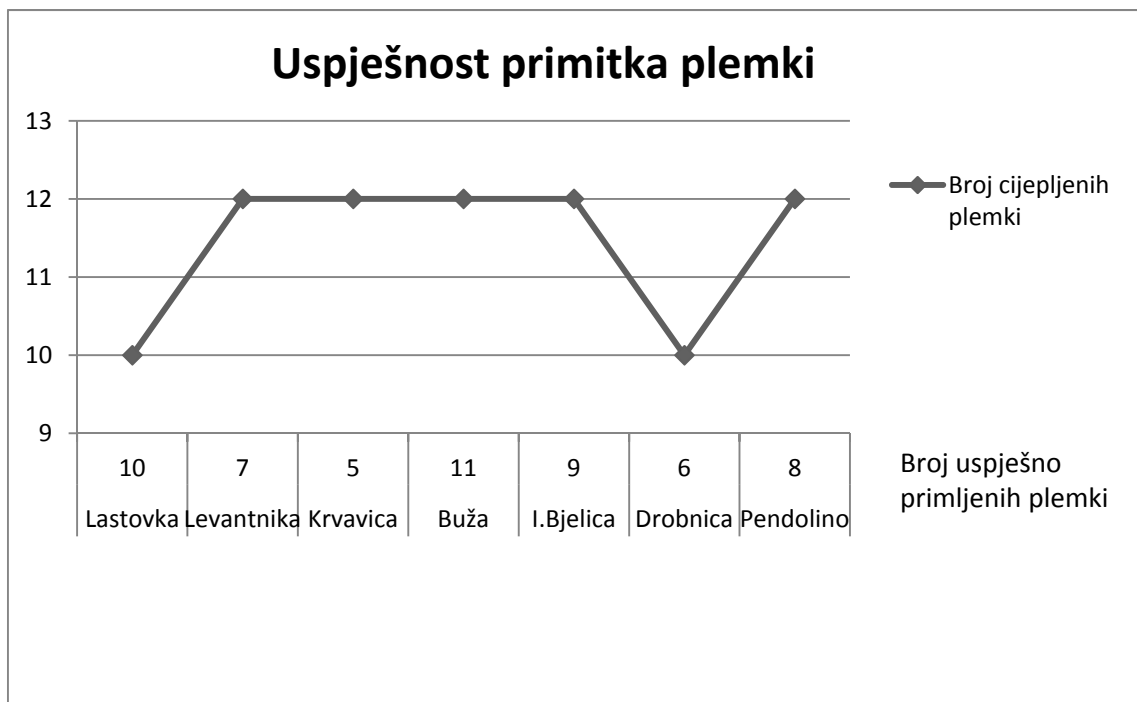 Uspješnost primitka plemki
13
12
11
10
9
Broj cijepljenih
plemki
10 7 5 11 9 6 8
Lastovka Levantnika Krvavica Buža I.Bjelica Drobnica Pendolino
Broj uspješno
primljenih plemki